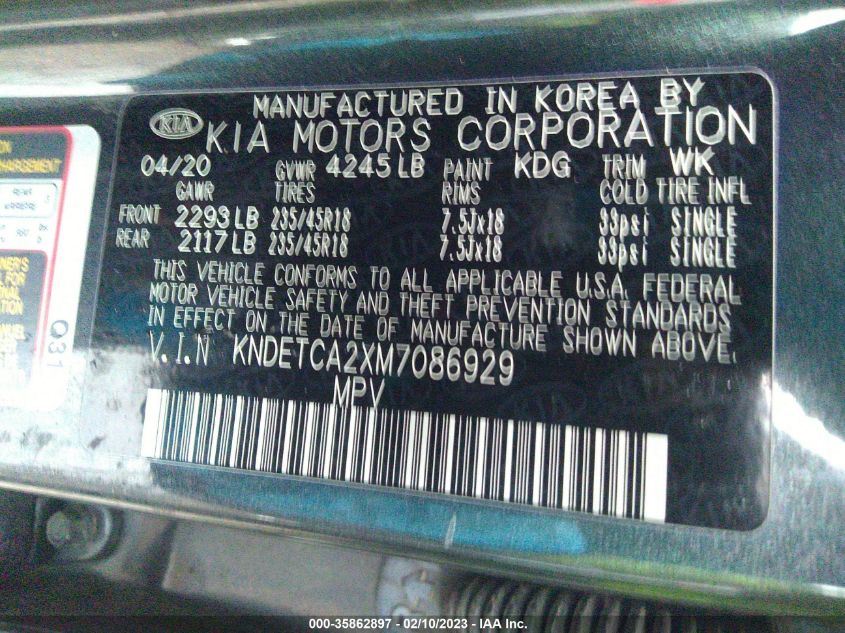 MANUFACTURED IN KOREA BY
KIA KIA MOTORS CORPORATION
04/20 GVWR 4245 LB PAINT KDG TRIM WK
GAWR TIRES RIMS COLD TIRE INFL
FRONT 2293 LB 235/45R18 7.5Jx18 33psi SINGLE
REAR 2117 LB 235/45R18 7.5Jx18 33psi SINGLE
THIS VEHICLE CONFORMS TO ALL APPLICABLE U.S.A. FEDERAL
MOTOR VEHICLE SAFETY AND THEFT PREVENTION STANDARDS
IN EFFECT ON THE DATE OF MANUFACTURE SHOWN ABOVE.
V.I.N KNDETCA2XM7086929
MPV
Q31
000-35862897 - 02/10/2023 - IAA Inc.